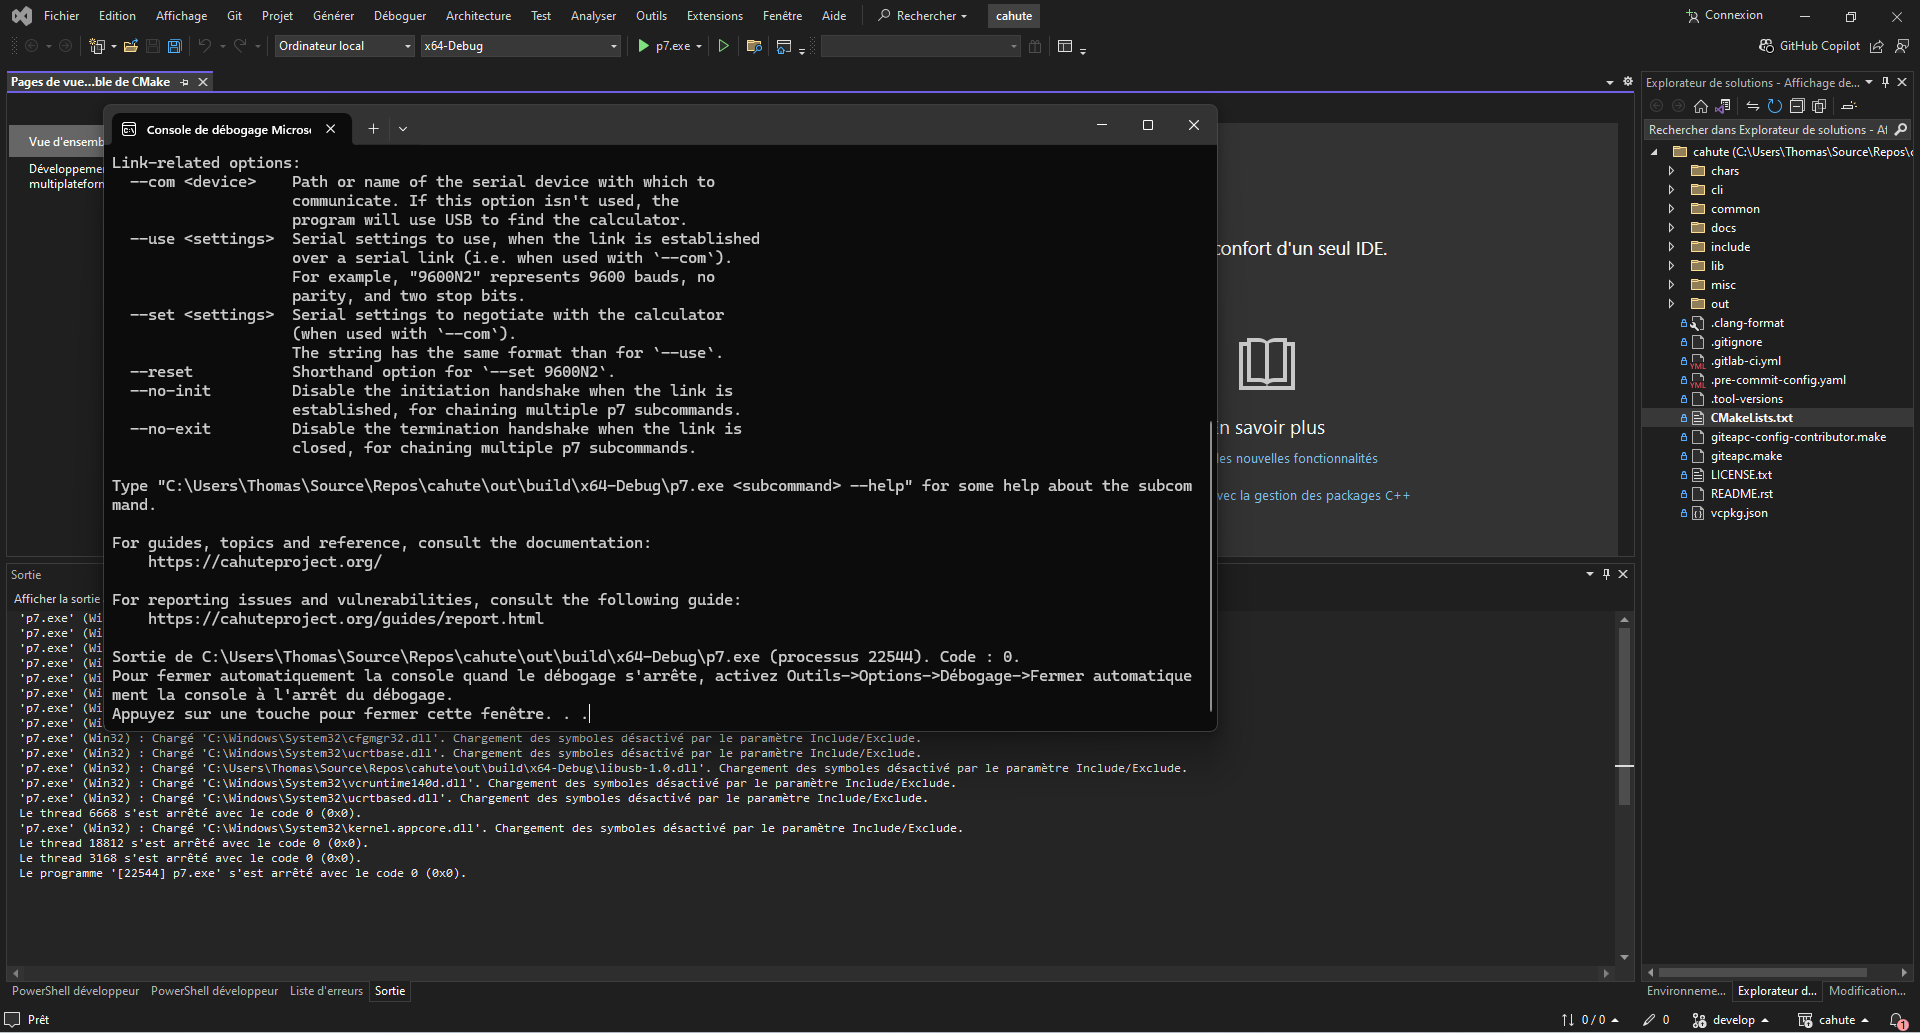 Fichier Edition Affichage Git Projet Générer Déboguer Architecture Test Analyser Outils Extensions Fenêtre Aide Rechercher cahute Connexion
Ordinateur local x64-Debug p7.exe GitHub Copilot
Pages de vue...ble de CMake
Vue d'ensemb
Développeme
multiplateforn
Console de débogage Micros
Link-related options:
--com <device> Path or name of the serial device with which to
communicate. If this option isn't used, the
program will use USB to find the calculator.
--use <settings> Serial settings to use, when the link is established
over a serial link (i.e. when used with `--com`).
For example, "9600N2" represents 9600 bauds, no
parity, and two stop bits.
--set <settings> Serial settings to negotiate with the calculator
(when used with `--com`).
The string has the same format than for `--use`.
--reset Shorthand option for `--set 9600N2`.
--no-init Disable the initiation handshake when the link is
established, for chaining multiple p7 subcommands.
--no-exit Disable the termination handshake when the link is
closed, for chaining multiple p7 subcommands.
Type "C:\Users\Thomas\Source\Repos\cahute\out\build\x64-Debug\p7.exe <subcommand> --help" for some help about the subcom
mand.
For guides, topics and reference, consult the documentation:
https://cahuteproject.org/
For reporting issues and vulnerabilities, consult the following guide:
https://cahuteproject.org/guides/report.html
Sortie de C:\Users\Thomas\Source\Repos\cahute\out\build\x64-Debug\p7.exe (processus 22544). Code : 0.
Pour fermer automatiquement la console quand le débogage s'arrête, activez Outils->Options->Débogage->Fermer automatique
ment la console à l'arrêt du débogage.
Appuyez sur une touche pour fermer cette fenêtre. . .
confort d'un seul IDE.
n savoir plus
es nouvelles fonctionnalités
vec la gestion des packages C++
Sortie
Afficher la sortie
'p7.exe' (Wi
'p7.exe' (Wi
'p7.exe' (Wi
'p7.exe' (Wi
'p7.exe' (Wi
'p7.exe' (Wi
'p7.exe' (Wi
'p7.exe' (Wi
'p7.exe' (Win32) : Chargé 'C:\Windows\System32\cfgmgr32.dll'. Chargement des symboles désactivé par le paramètre Include/Exclude.
'p7.exe' (Win32) : Chargé 'C:\Windows\System32\ucrtbase.dll'. Chargement des symboles désactivé par le paramètre Include/Exclude.
'p7.exe' (Win32) : Chargé 'C:\Users\Thomas\Source\Repos\cahute\out\build\x64-Debug\libusb-1.0.dll'. Chargement des symboles désactivé par le paramètre Include/Exclude.
'p7.exe' (Win32) : Chargé 'C:\Windows\System32\vcruntime140d.dll'. Chargement des symboles désactivé par le paramètre Include/Exclude.
'p7.exe' (Win32) : Chargé 'C:\Windows\System32\ucrtbased.dll'. Chargement des symboles désactivé par le paramètre Include/Exclude.
Le thread 6668 s'est arrêté avec le code 0 (0x0).
'p7.exe' (Win32) : Chargé 'C:\Windows\System32\kernel.appcore.dll'. Chargement des symboles désactivé par le paramètre Include/Exclude.
Le thread 18812 s'est arrêté avec le code 0 (0x0).
Le thread 3168 s'est arrêté avec le code 0 (0x0).
Le programme '[22544] p7.exe' s'est arrêté avec le code 0 (0x0).
PowerShell développeur PowerShell développeur Liste d'erreurs Sortie
Explorateur de solutions - Affichage de...
Rechercher dans Explorateur de solutions - Af
cahute (C:\Users\Thomas\Source\Repos\c
chars
cli
common
docs
include
lib
misc
out
.clang-format
.gitignore
.gitlab-ci.yml
.pre-commit-config.yaml
.tool-versions
CMakeLists.txt
giteapc-config-contributor.make
giteapc.make
LICENSE.txt
README.rst
vcpkg.json
Environneme... Explorateur d... Modification...
Prêt 0 / 0 0 develop cahute 1